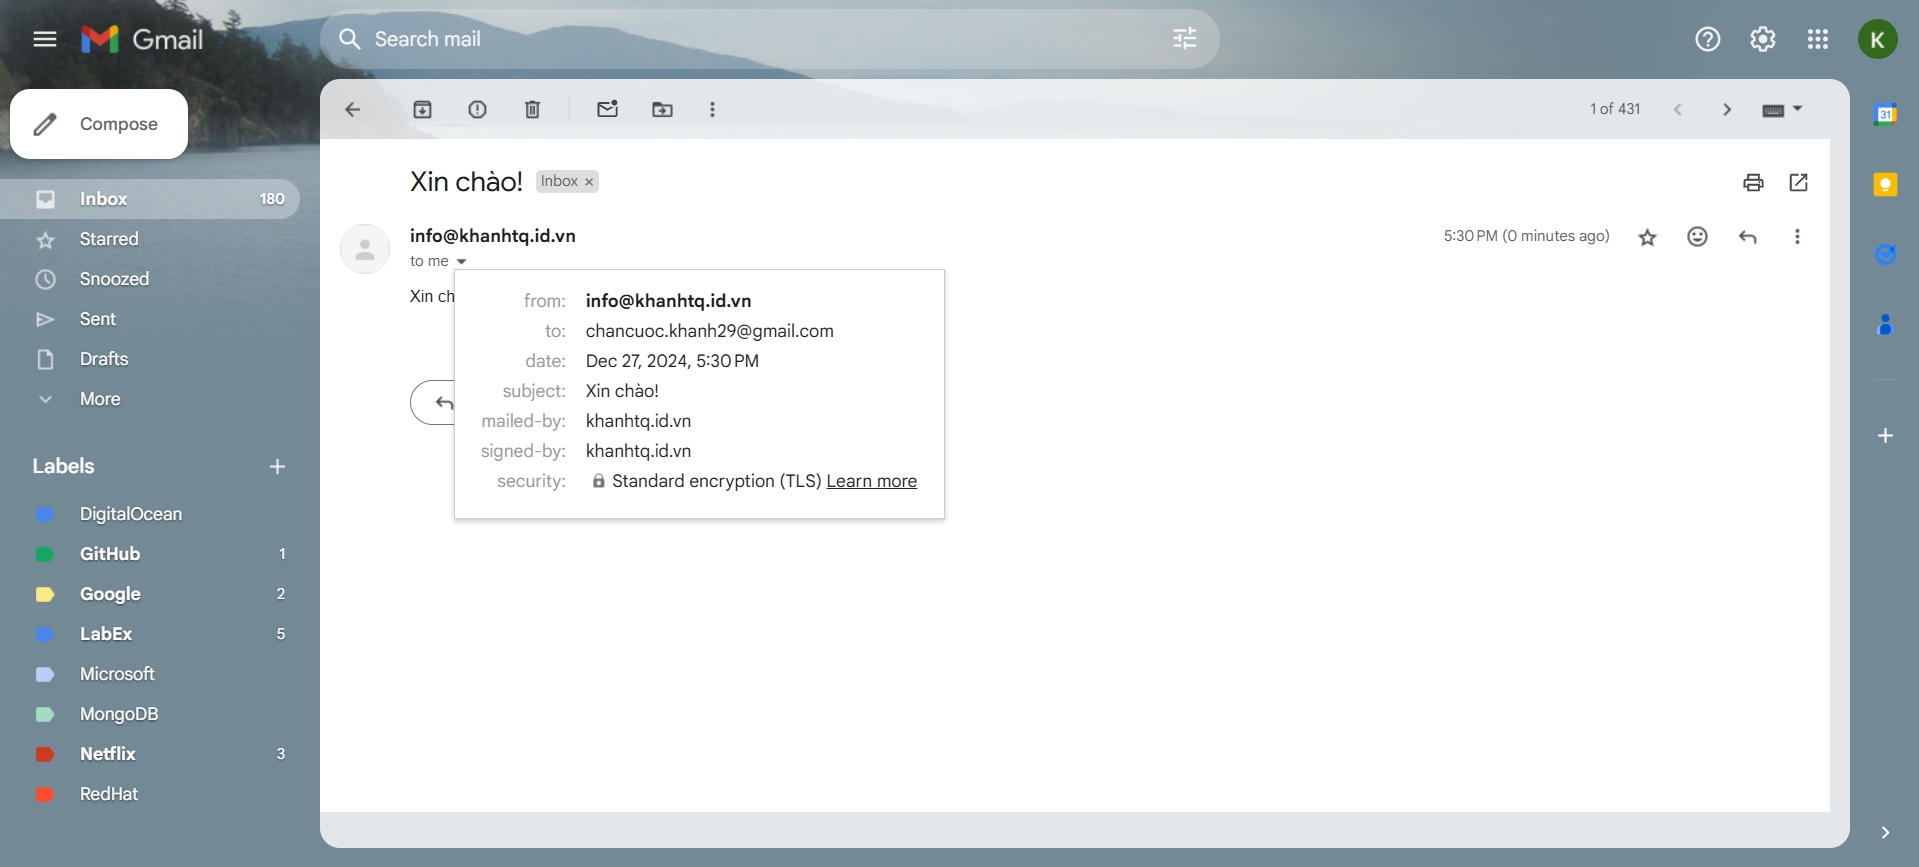 Gmail
Search mail
K
Compose
1 of 431
31
Inbox 180
Starred
Snoozed
Sent
Drafts
More
Labels
DigitalOcean
GitHub 1
Google 2
LabEx 5
Microsoft
MongoDB
Netflix 3
RedHat
Xin chào! Inbox ×
info@khanhtq.id.vn
5:30 PM (0 minutes ago)
to me
Xin ch
from: info@khanhtq.id.vn
to: chancuoc.khanh29@gmail.com
date: Dec 27, 2024, 5:30 PM
subject: Xin chào!
mailed-by: khanhtq.id.vn
signed-by: khanhtq.id.vn
security: Standard encryption (TLS) Learn more